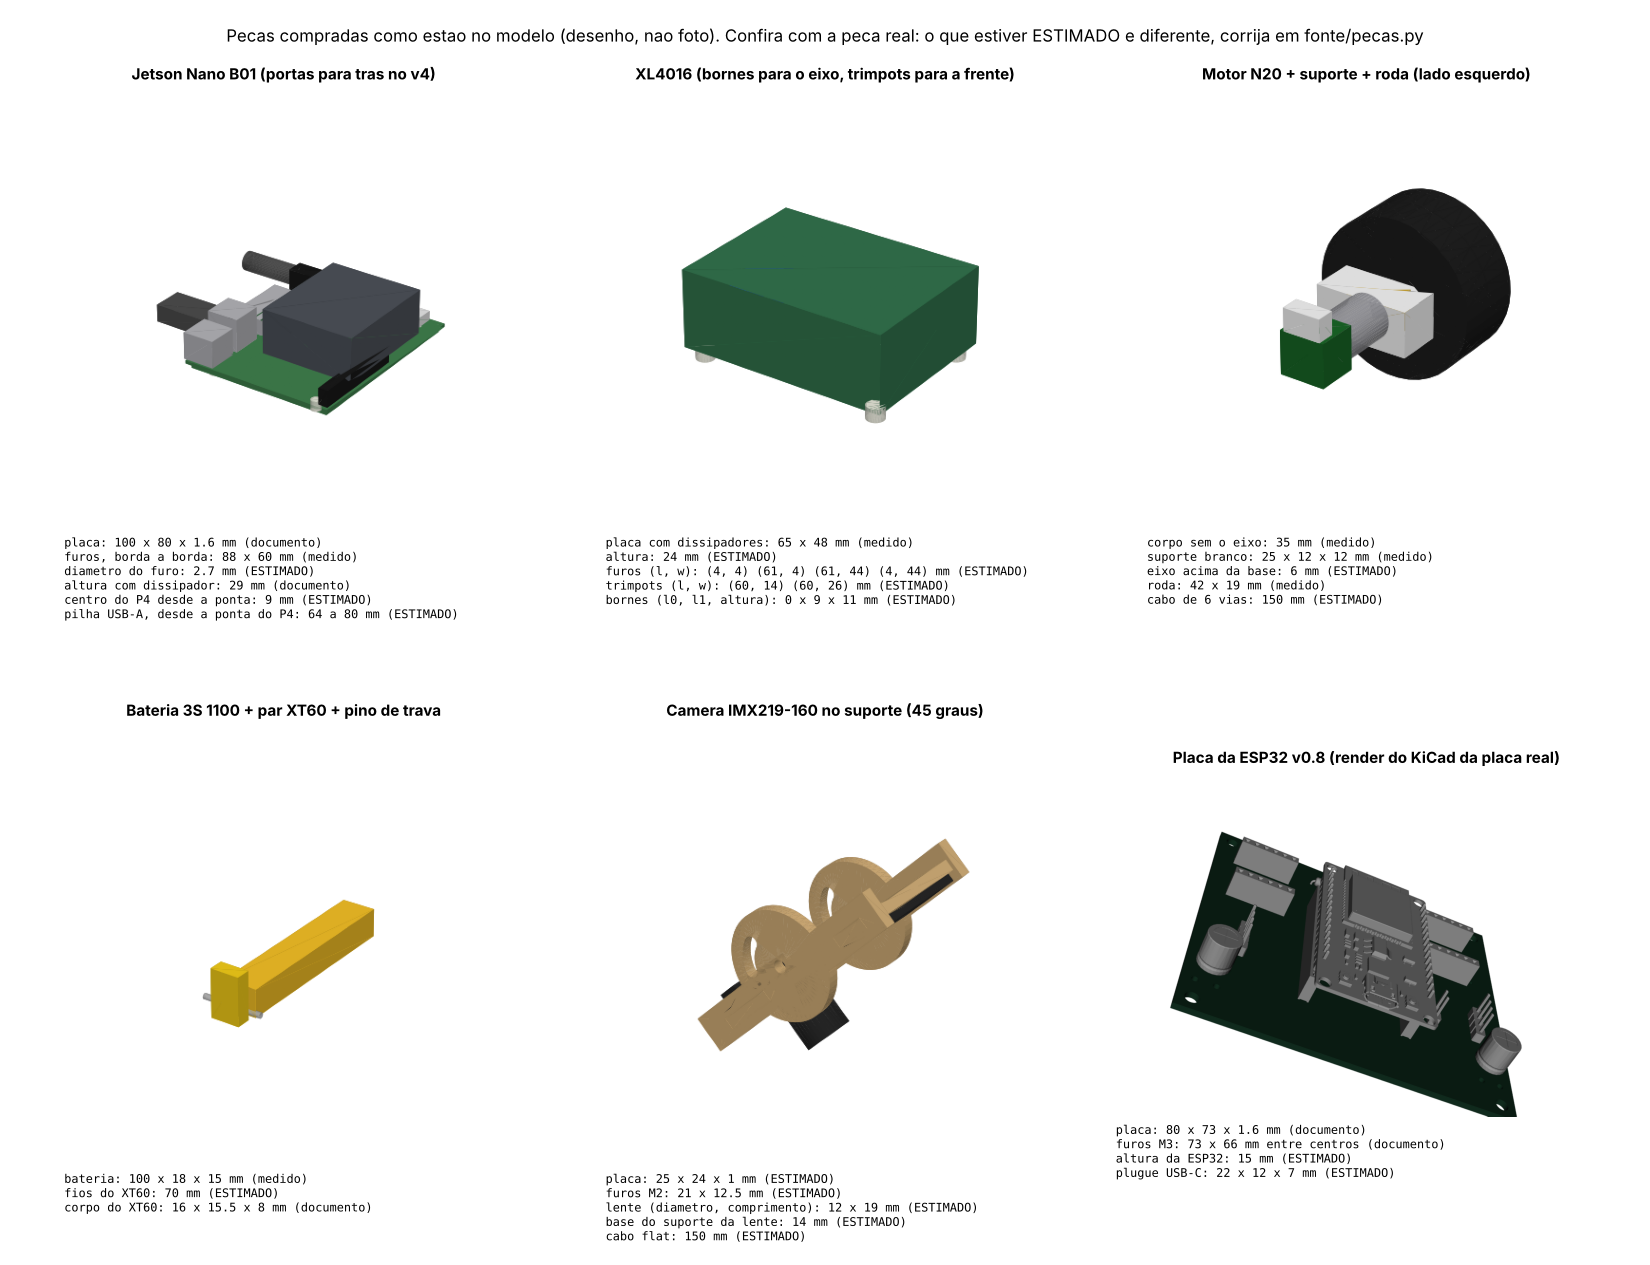 Pecas compradas como estao no modelo (desenho, nao foto). Confira com a peca real: o que estiver ESTIMADO e diferente, corrija em fonte/pecas.py
Jetson Nano B01 (portas para tras no v4)
placa: 100 x 80 x 1.6 mm (documento)
furos, borda a borda: 88 x 60 mm (medido)
diametro do furo: 2.7 mm (ESTIMADO)
altura com dissipador: 29 mm (documento)
centro do P4 desde a ponta: 9 mm (ESTIMADO)
pilha USB-A, desde a ponta do P4: 64 a 80 mm (ESTIMADO)
XL4016 (bornes para o eixo, trimpots para a frente)
placa com dissipadores: 65 x 48 mm (medido)
altura: 24 mm (ESTIMADO)
furos (l, w): (4, 4) (61, 4) (61, 44) (4, 44) mm (ESTIMADO)
trimpots (l, w): (60, 14) (60, 26) mm (ESTIMADO)
bornes (l0, l1, altura): 0 x 9 x 11 mm (ESTIMADO)
Motor N20 + suporte + roda (lado esquerdo)
corpo sem o eixo: 35 mm (medido)
suporte branco: 25 x 12 x 12 mm (medido)
eixo acima da base: 6 mm (ESTIMADO)
roda: 42 x 19 mm (medido)
cabo de 6 vias: 150 mm (ESTIMADO)
Bateria 3S 1100 + par XT60 + pino de trava
bateria: 100 x 18 x 15 mm (medido)
fios do XT60: 70 mm (ESTIMADO)
corpo do XT60: 16 x 15.5 x 8 mm (documento)
Camera IMX219-160 no suporte (45 graus)
placa: 25 x 24 x 1 mm (ESTIMADO)
furos M2: 21 x 12.5 mm (ESTIMADO)
lente (diametro, comprimento): 12 x 19 mm (ESTIMADO)
base do suporte da lente: 14 mm (ESTIMADO)
cabo flat: 150 mm (ESTIMADO)
Placa da ESP32 v0.8 (render do KiCad da placa real)
placa: 80 x 73 x 1.6 mm (documento)
furos M3: 73 x 66 mm entre centros (documento)
altura da ESP32: 15 mm (ESTIMADO)
plugue USB-C: 22 x 12 x 7 mm (ESTIMADO)